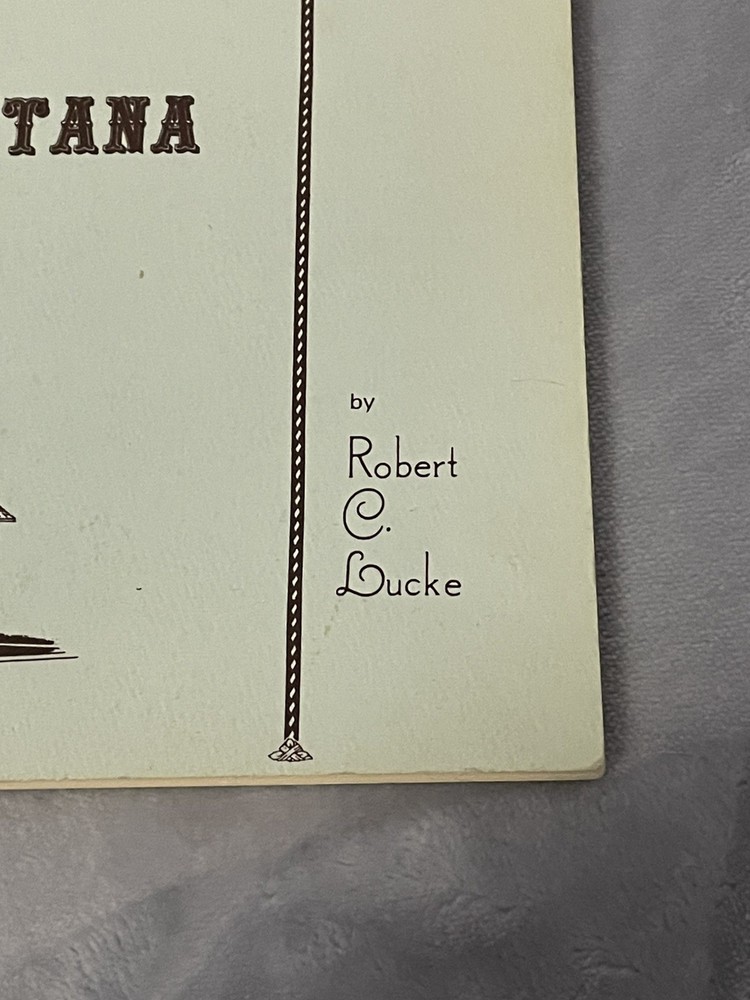 TANA
by
Robert
C.
Lucke